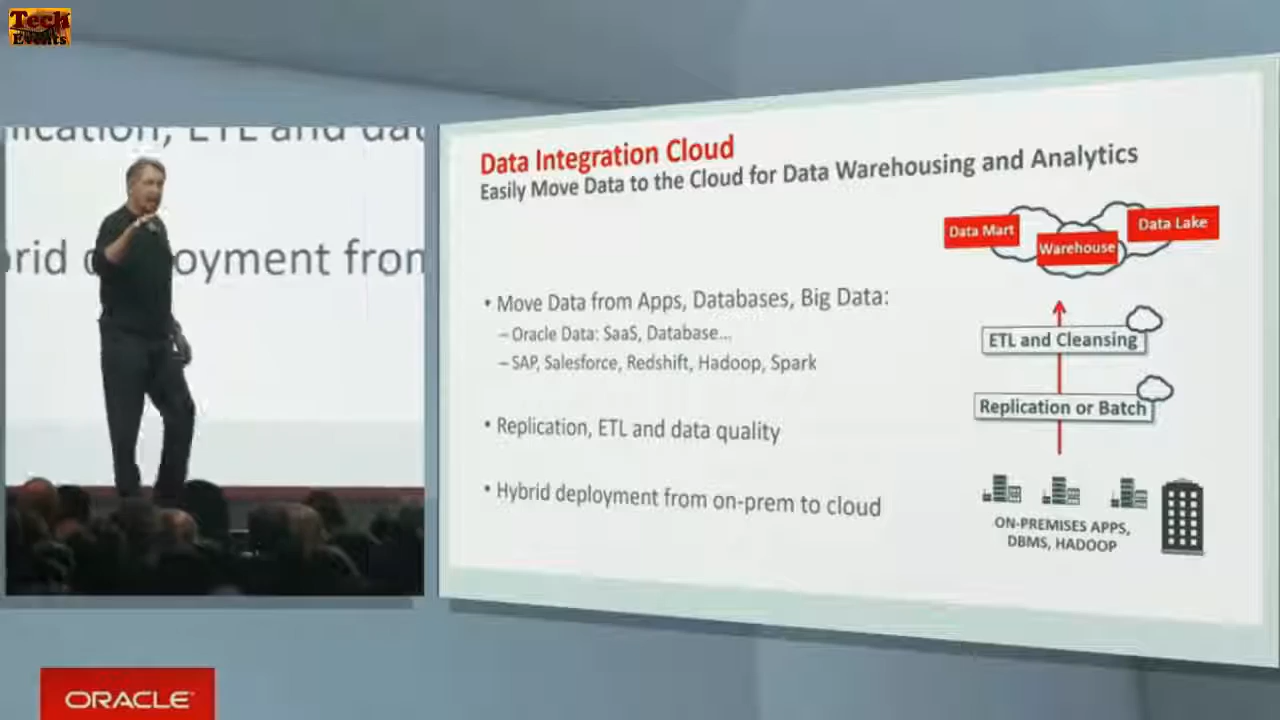 Tech
Events
ication, ETL and dat
rid d oyment from
Data Integration Cloud
Easily Move Data to the Cloud for Data Warehousing and Analytics
• Move Data from Apps, Databases, Big Data:
– Oracle Data: SaaS, Database...
– SAP, Salesforce, Redshift, Hadoop, Spark
• Replication, ETL and data quality
• Hybrid deployment from on-prem to cloud
Data Mart
Warehouse
Data Lake
ETL and Cleansing
Replication or Batch
ON-PREMISES APPS,
DBMS, HADOOP
ORACLE